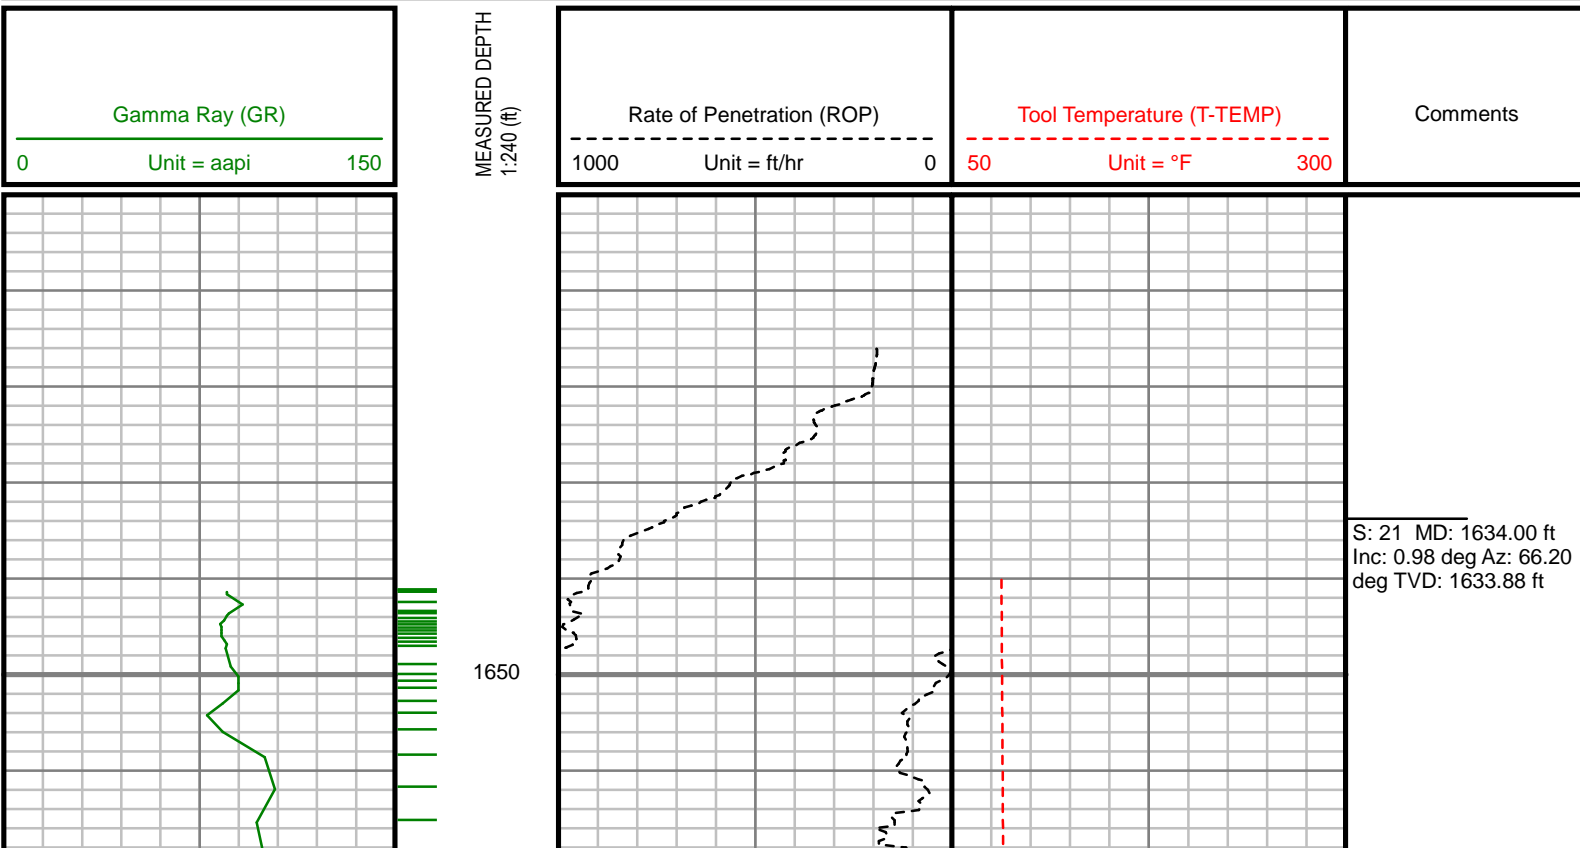 Gamma Ray (GR)
0 Unit = aapi 150
MEASURED DEPTH
1:240 (ft)
Rate of Penetration (ROP)
1000 Unit = ft/hr 0
Tool Temperature (T-TEMP)
50 Unit = °F 300
Comments
S: 21 MD: 1634.00 ft
Inc: 0.98 deg Az: 66.20
deg TVD: 1633.88 ft
1650